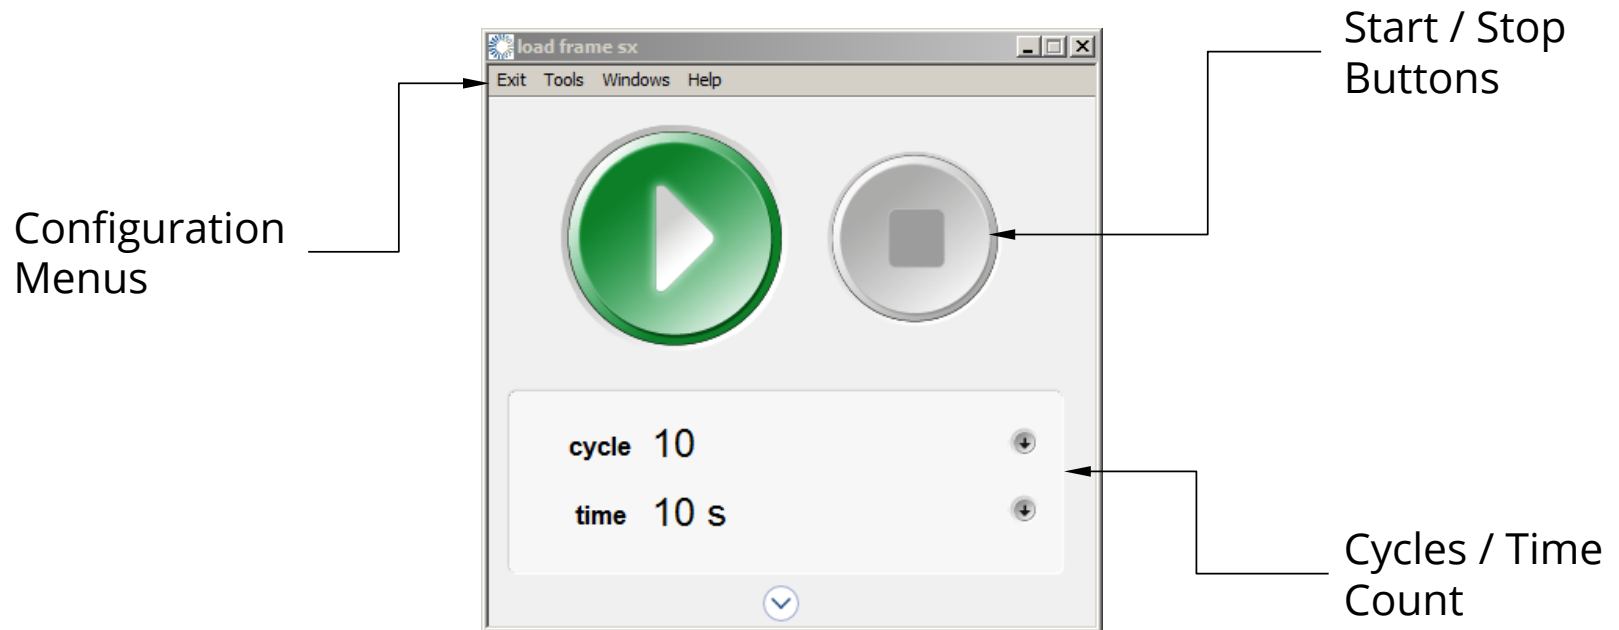 Start / Stop
Buttons
load frame sx
Exit Tools Windows Help
Configuration
Menus
cycle 10
time 10 s
Cycles / Time
Count